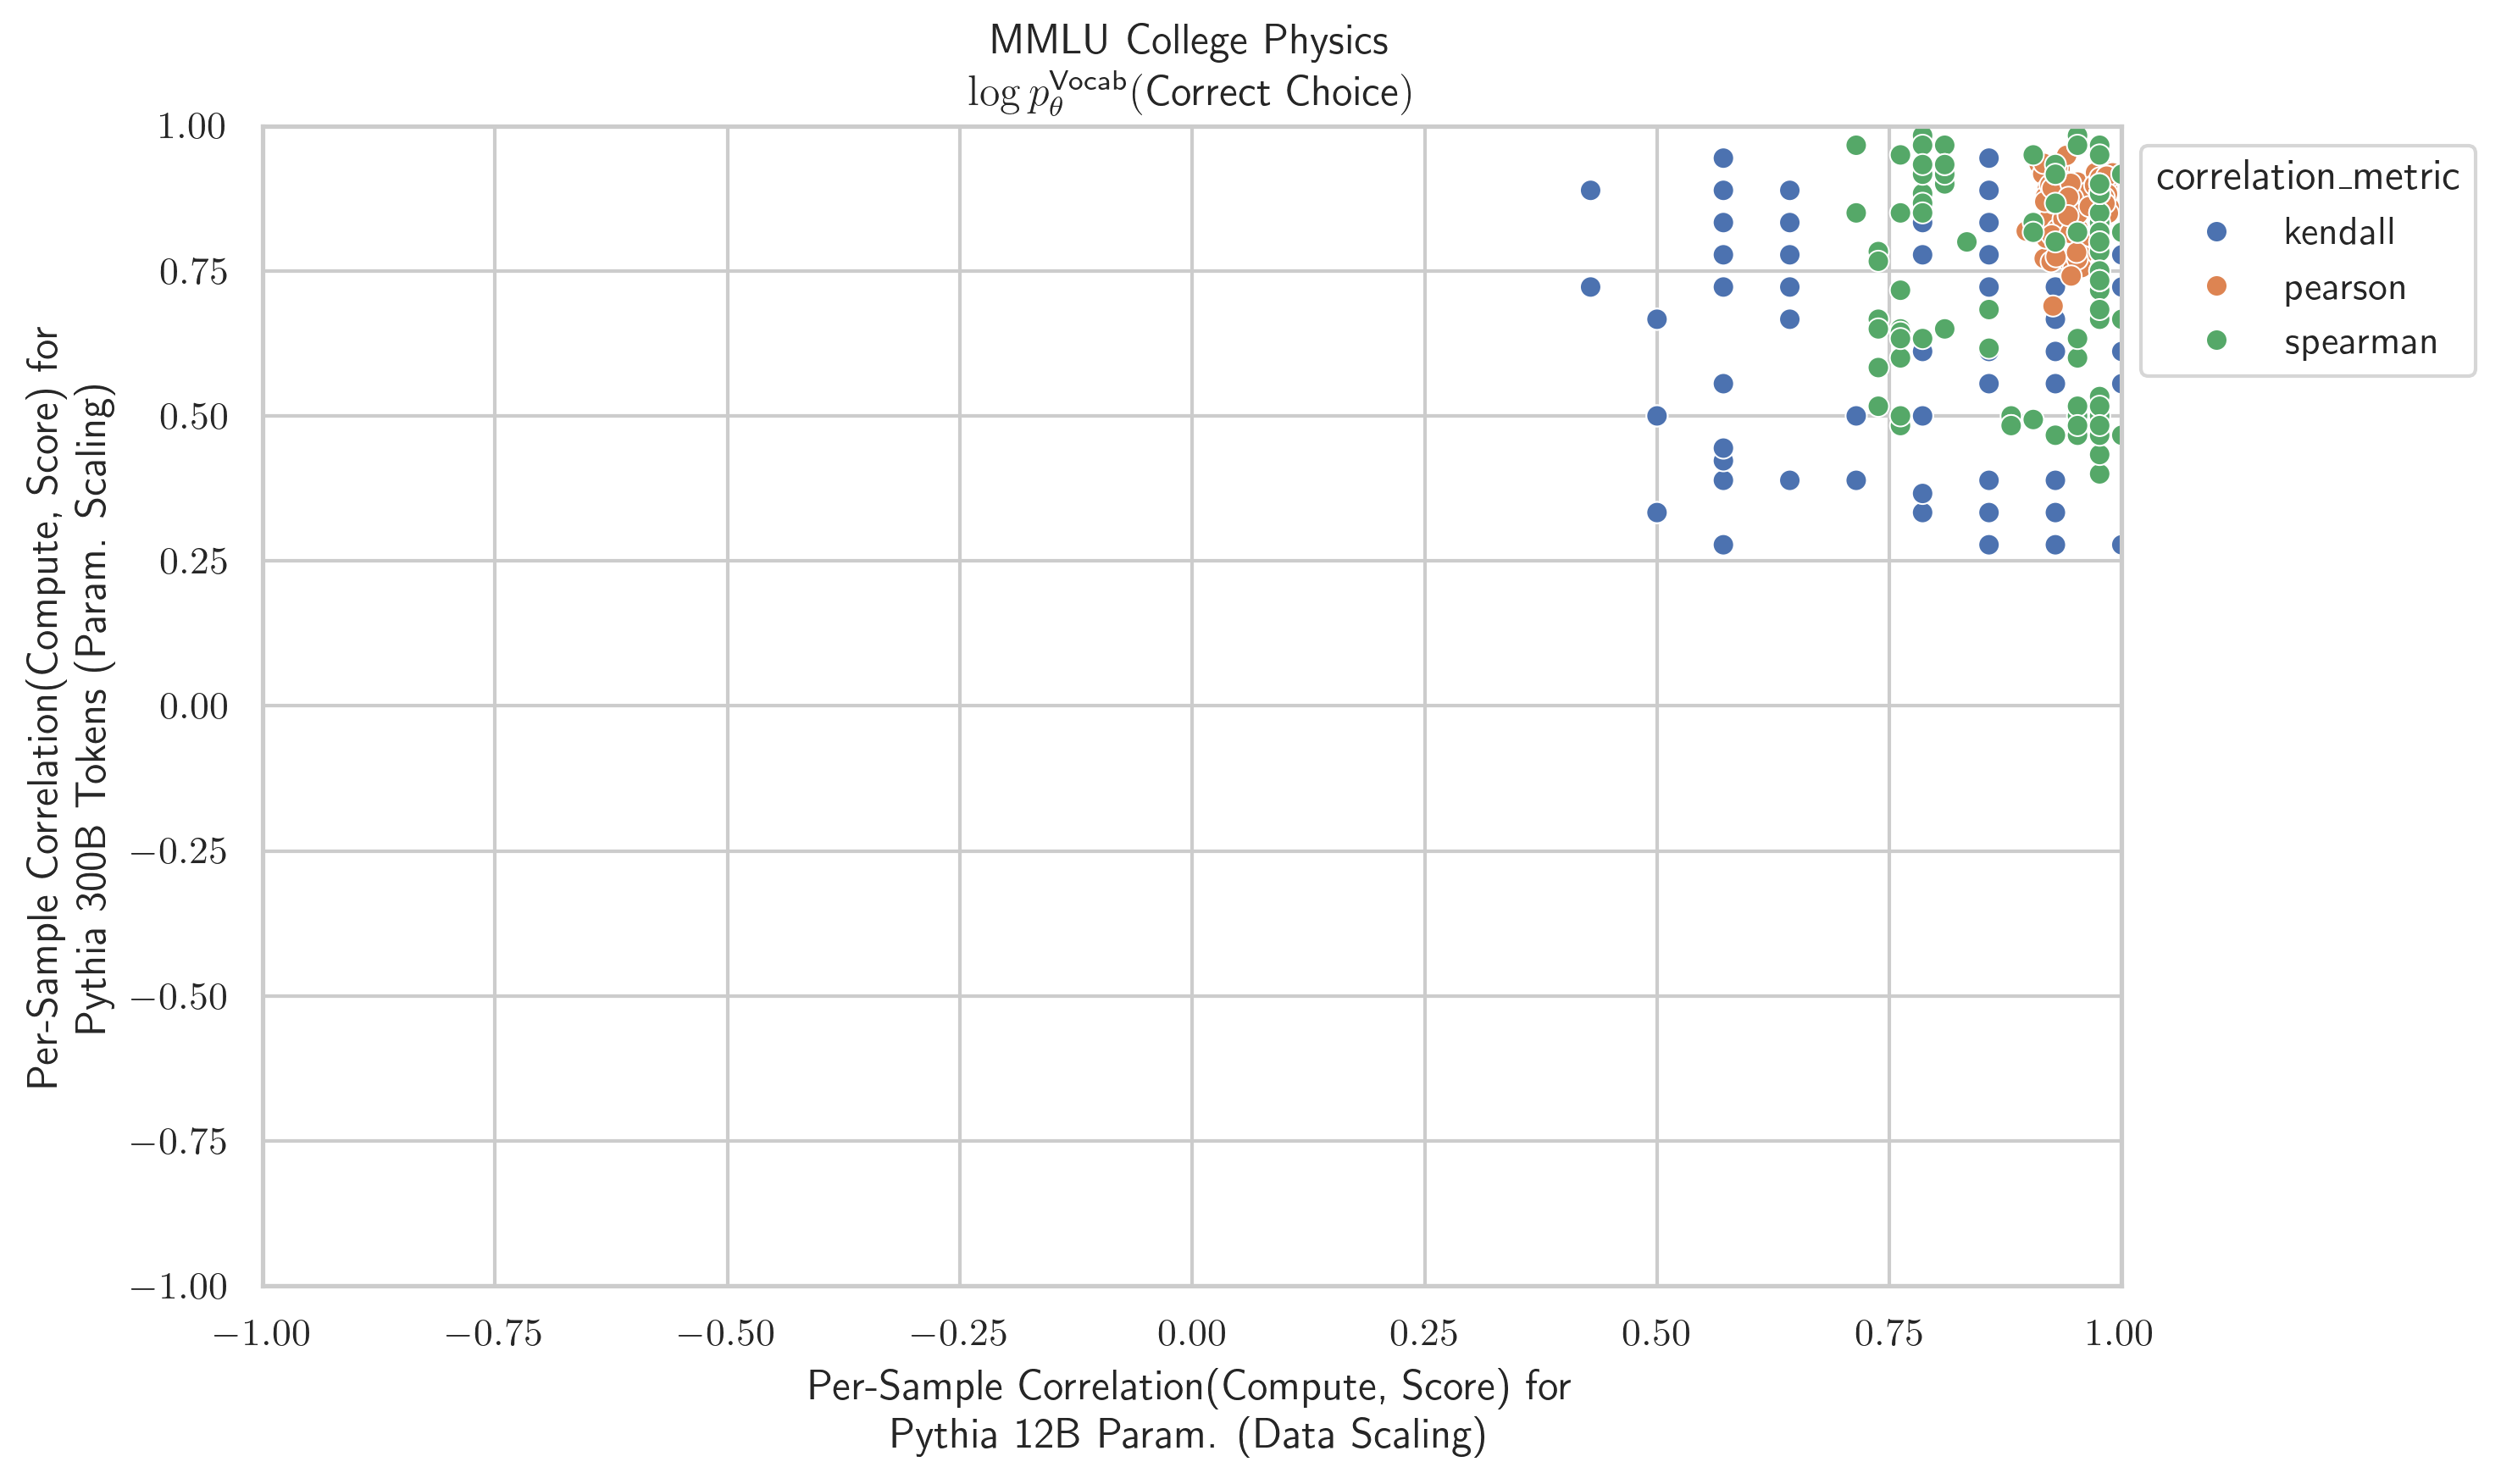 MMLU College Physics
log p_θ^Vocab(Correct Choice)
Per-Sample Correlation(Compute, Score) for
Pythia 300B Tokens (Param. Scaling)
1.00
0.75
0.50
0.25
0.00
−0.25
−0.50
−0.75
−1.00
correlation_metric
kendall
pearson
spearman
−1.00 −0.75 −0.50 −0.25 0.00 0.25 0.50 0.75 1.00
Per-Sample Correlation(Compute, Score) for
Pythia 12B Param. (Data Scaling)